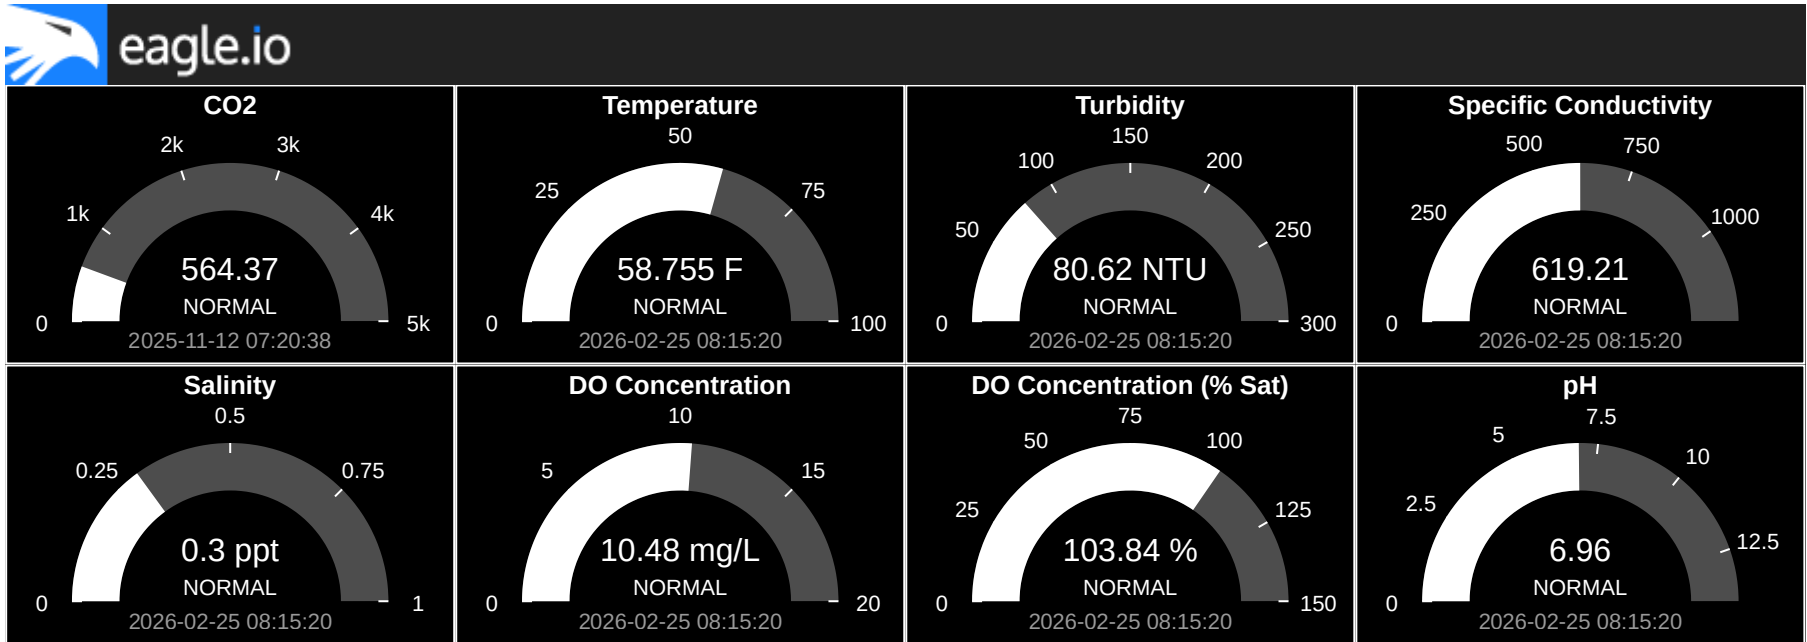 eagle.io
CO2
0
1k
2k
3k
4k
5k
564.37
NORMAL
2025-11-12 07:20:38
Temperature
0
25
50
75
100
58.755 F
NORMAL
2026-02-25 08:15:20
Turbidity
0
50
100
150
200
250
300
80.62 NTU
NORMAL
2026-02-25 08:15:20
Specific Conductivity
0
250
500
750
1000
619.21
NORMAL
2026-02-25 08:15:20
Salinity
0
0.25
0.5
0.75
1
0.3 ppt
NORMAL
2026-02-25 08:15:20
DO Concentration
0
5
10
15
20
10.48 mg/L
NORMAL
2026-02-25 08:15:20
DO Concentration (% Sat)
0
25
50
75
100
125
150
103.84 %
NORMAL
2026-02-25 08:15:20
pH
0
2.5
5
7.5
10
12.5
6.96
NORMAL
2026-02-25 08:15:20